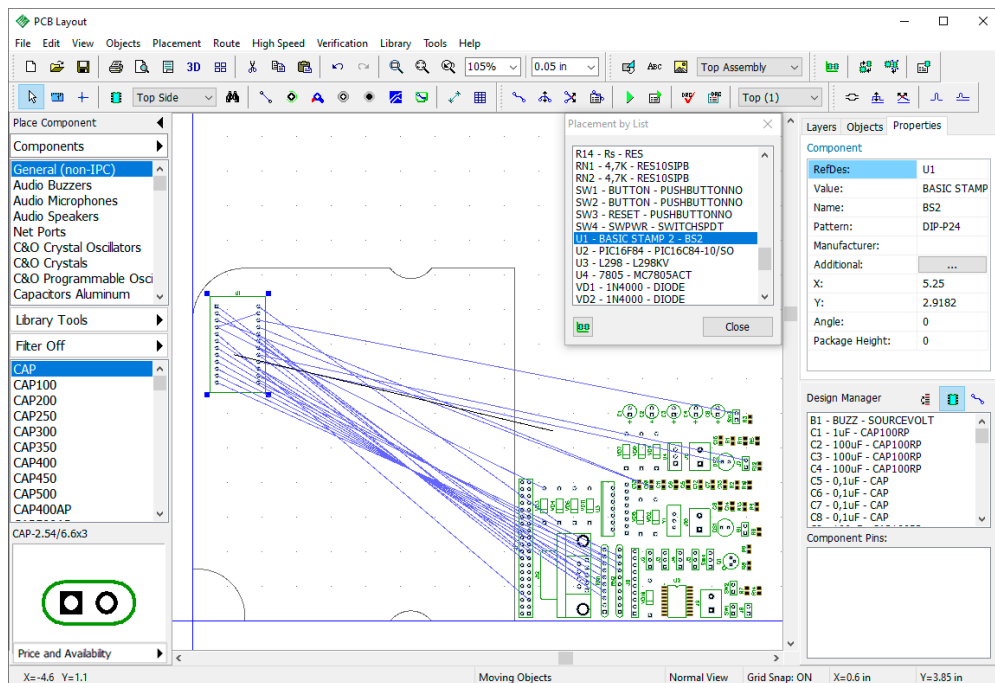 PCB Layout
File Edit View Objects Placement Route High Speed Verification Library Tools Help
3D 105% 0.05 in ABC Top Assembly
Top Side Top (1)
Place Component
Components
General (non-IPC)
Audio Buzzers
Audio Microphones
Audio Speakers
Net Ports
C&O Crystal Oscillators
C&O Crystals
C&O Programmable Osci
Capacitors Aluminum
Library Tools
Filter Off
CAP
CAP100
CAP200
CAP250
CAP300
CAP350
CAP400
CAP450
CAP500
CAP400AP
CAP-2.54/6.6x3
Price and Availability
U1
Placement by List
R14 - Rs - RES
RN1 - 4,7K - RES10SIPB
RN2 - 4,7K - RES10SIPB
SW1 - BUTTON - PUSHBUTTONNO
SW2 - BUTTON - PUSHBUTTONNO
SW3 - RESET - PUSHBUTTONNO
SW4 - SWPWR - SWITCHSPDT
U1 - BASIC STAMP 2 - BS2
U2 - PIC16F84 - PIC16C84-10/SO
U3 - L298 - L298KV
U4 - 7805 - MC7805ACT
VD1 - 1N4000 - DIODE
VD2 - 1N4000 - DIODE
Close
Layers Objects Properties
Component
RefDes: U1
Value: BASIC STAMP
Name: BS2
Pattern: DIP-P24
Manufacturer:
Additional: ...
X: 5.25
Y: 2.9182
Angle: 0
Package Height: 0
Design Manager
B1 - BUZZ - SOURCEVOLT
C1 - 1uF - CAP100RP
C2 - 100uF - CAP100RP
C3 - 100uF - CAP100RP
C4 - 100uF - CAP100RP
C5 - 0,1uF - CAP
C6 - 0,1uF - CAP
C7 - 0,1uF - CAP
C8 - 0,1uF - CAP
Component Pins:
X=-4.6 Y=1.1 Moving Objects Normal View Grid Snap: ON X=0.6 in Y=3.85 in